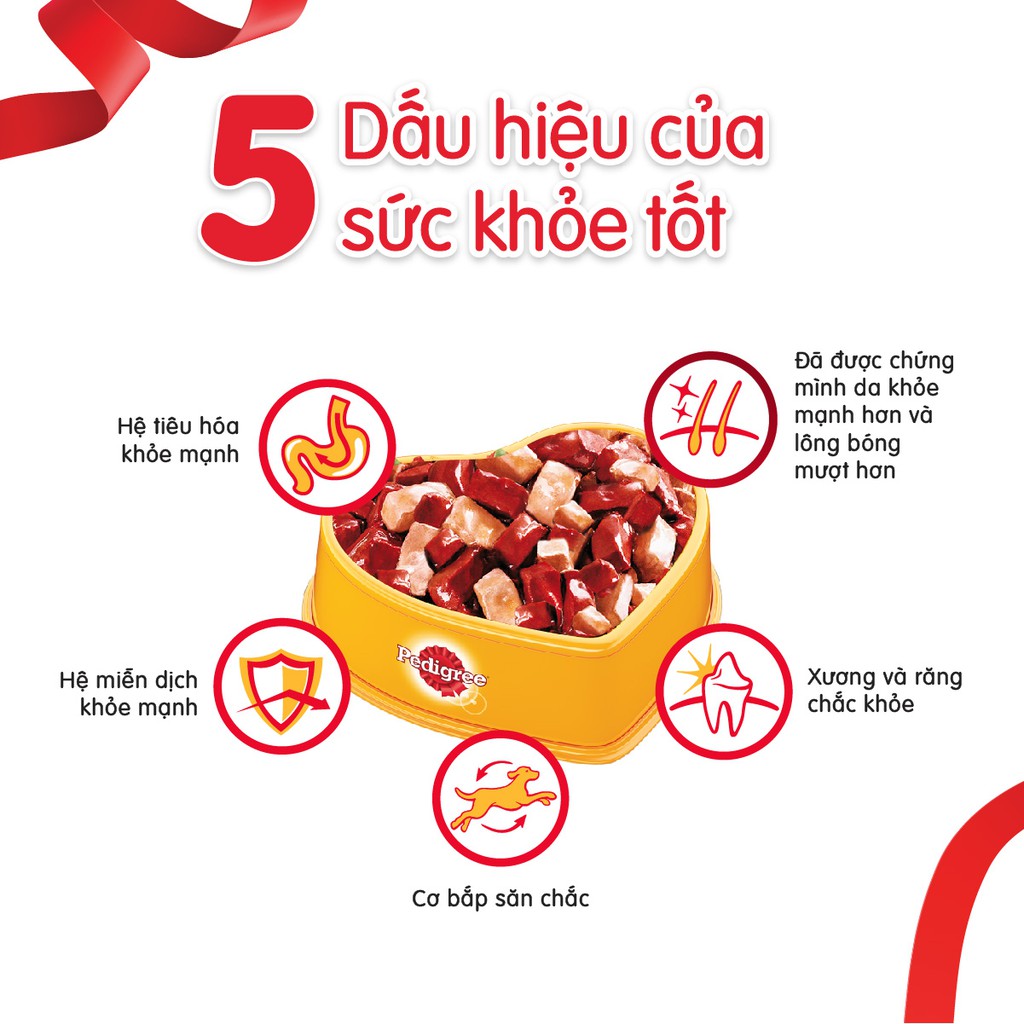 5 Dấu hiệu của
sức khỏe tốt
Hệ tiêu hóa
khỏe mạnh
Đã được chứng
mình da khỏe
mạnh hơn và
lông bóng
mượt hơn
Hệ miễn dịch
khỏe mạnh
Pedigree
Xương và răng
chắc khỏe
Cơ bắp săn chắc